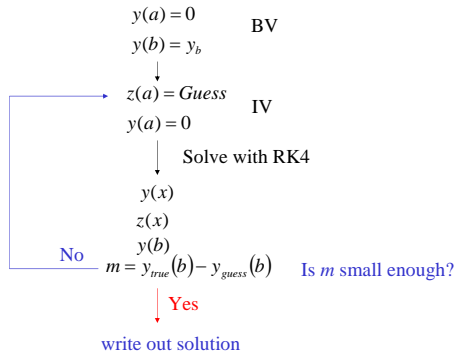 y(a) = 0
y(b) = y_b
BV
z(a) = Guess
y(a) = 0
IV
Solve with RK4
y(x)
z(x)
y(b)
No
m = y_true(b) − y_guess(b)
Is m small enough?
Yes
write out solution